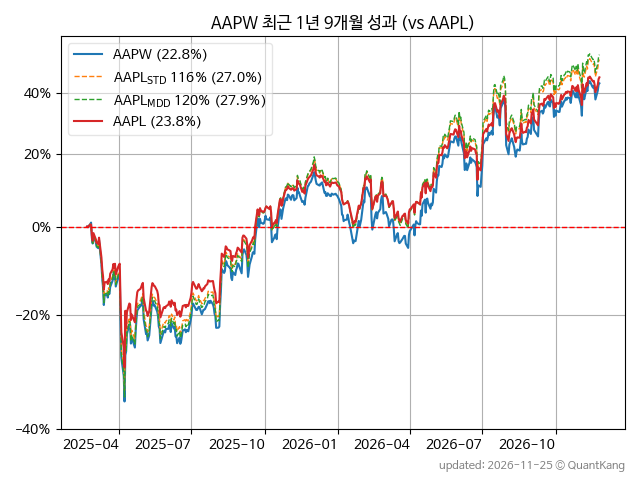 AAPW 최근 1년 9개월 성과 (vs AAPL)
AAPW (22.8%)
AAPLSTD 116% (27.0%)
AAPLMDD 120% (27.9%)
AAPL (23.8%)
40%
20%
0%
−20%
−40%
2025-04 2025-07 2025-10 2026-01 2026-04 2026-07 2026-10
updated: 2026-11-25 © QuantKang